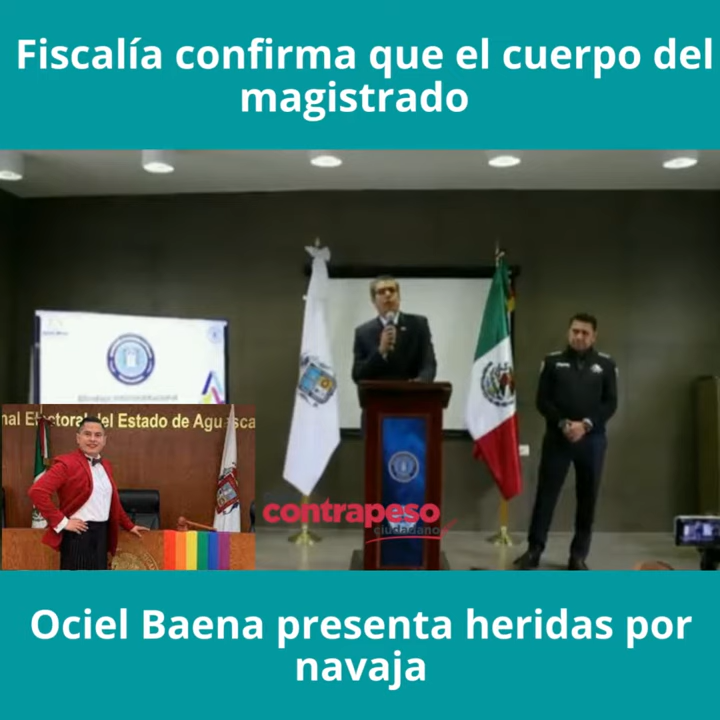 Fiscalía confirma que el cuerpo del
magistrado
nal Electoral del Estado de Aguasca
contrapeso
ciudadano
Ociel Baena presenta heridas por
navaja